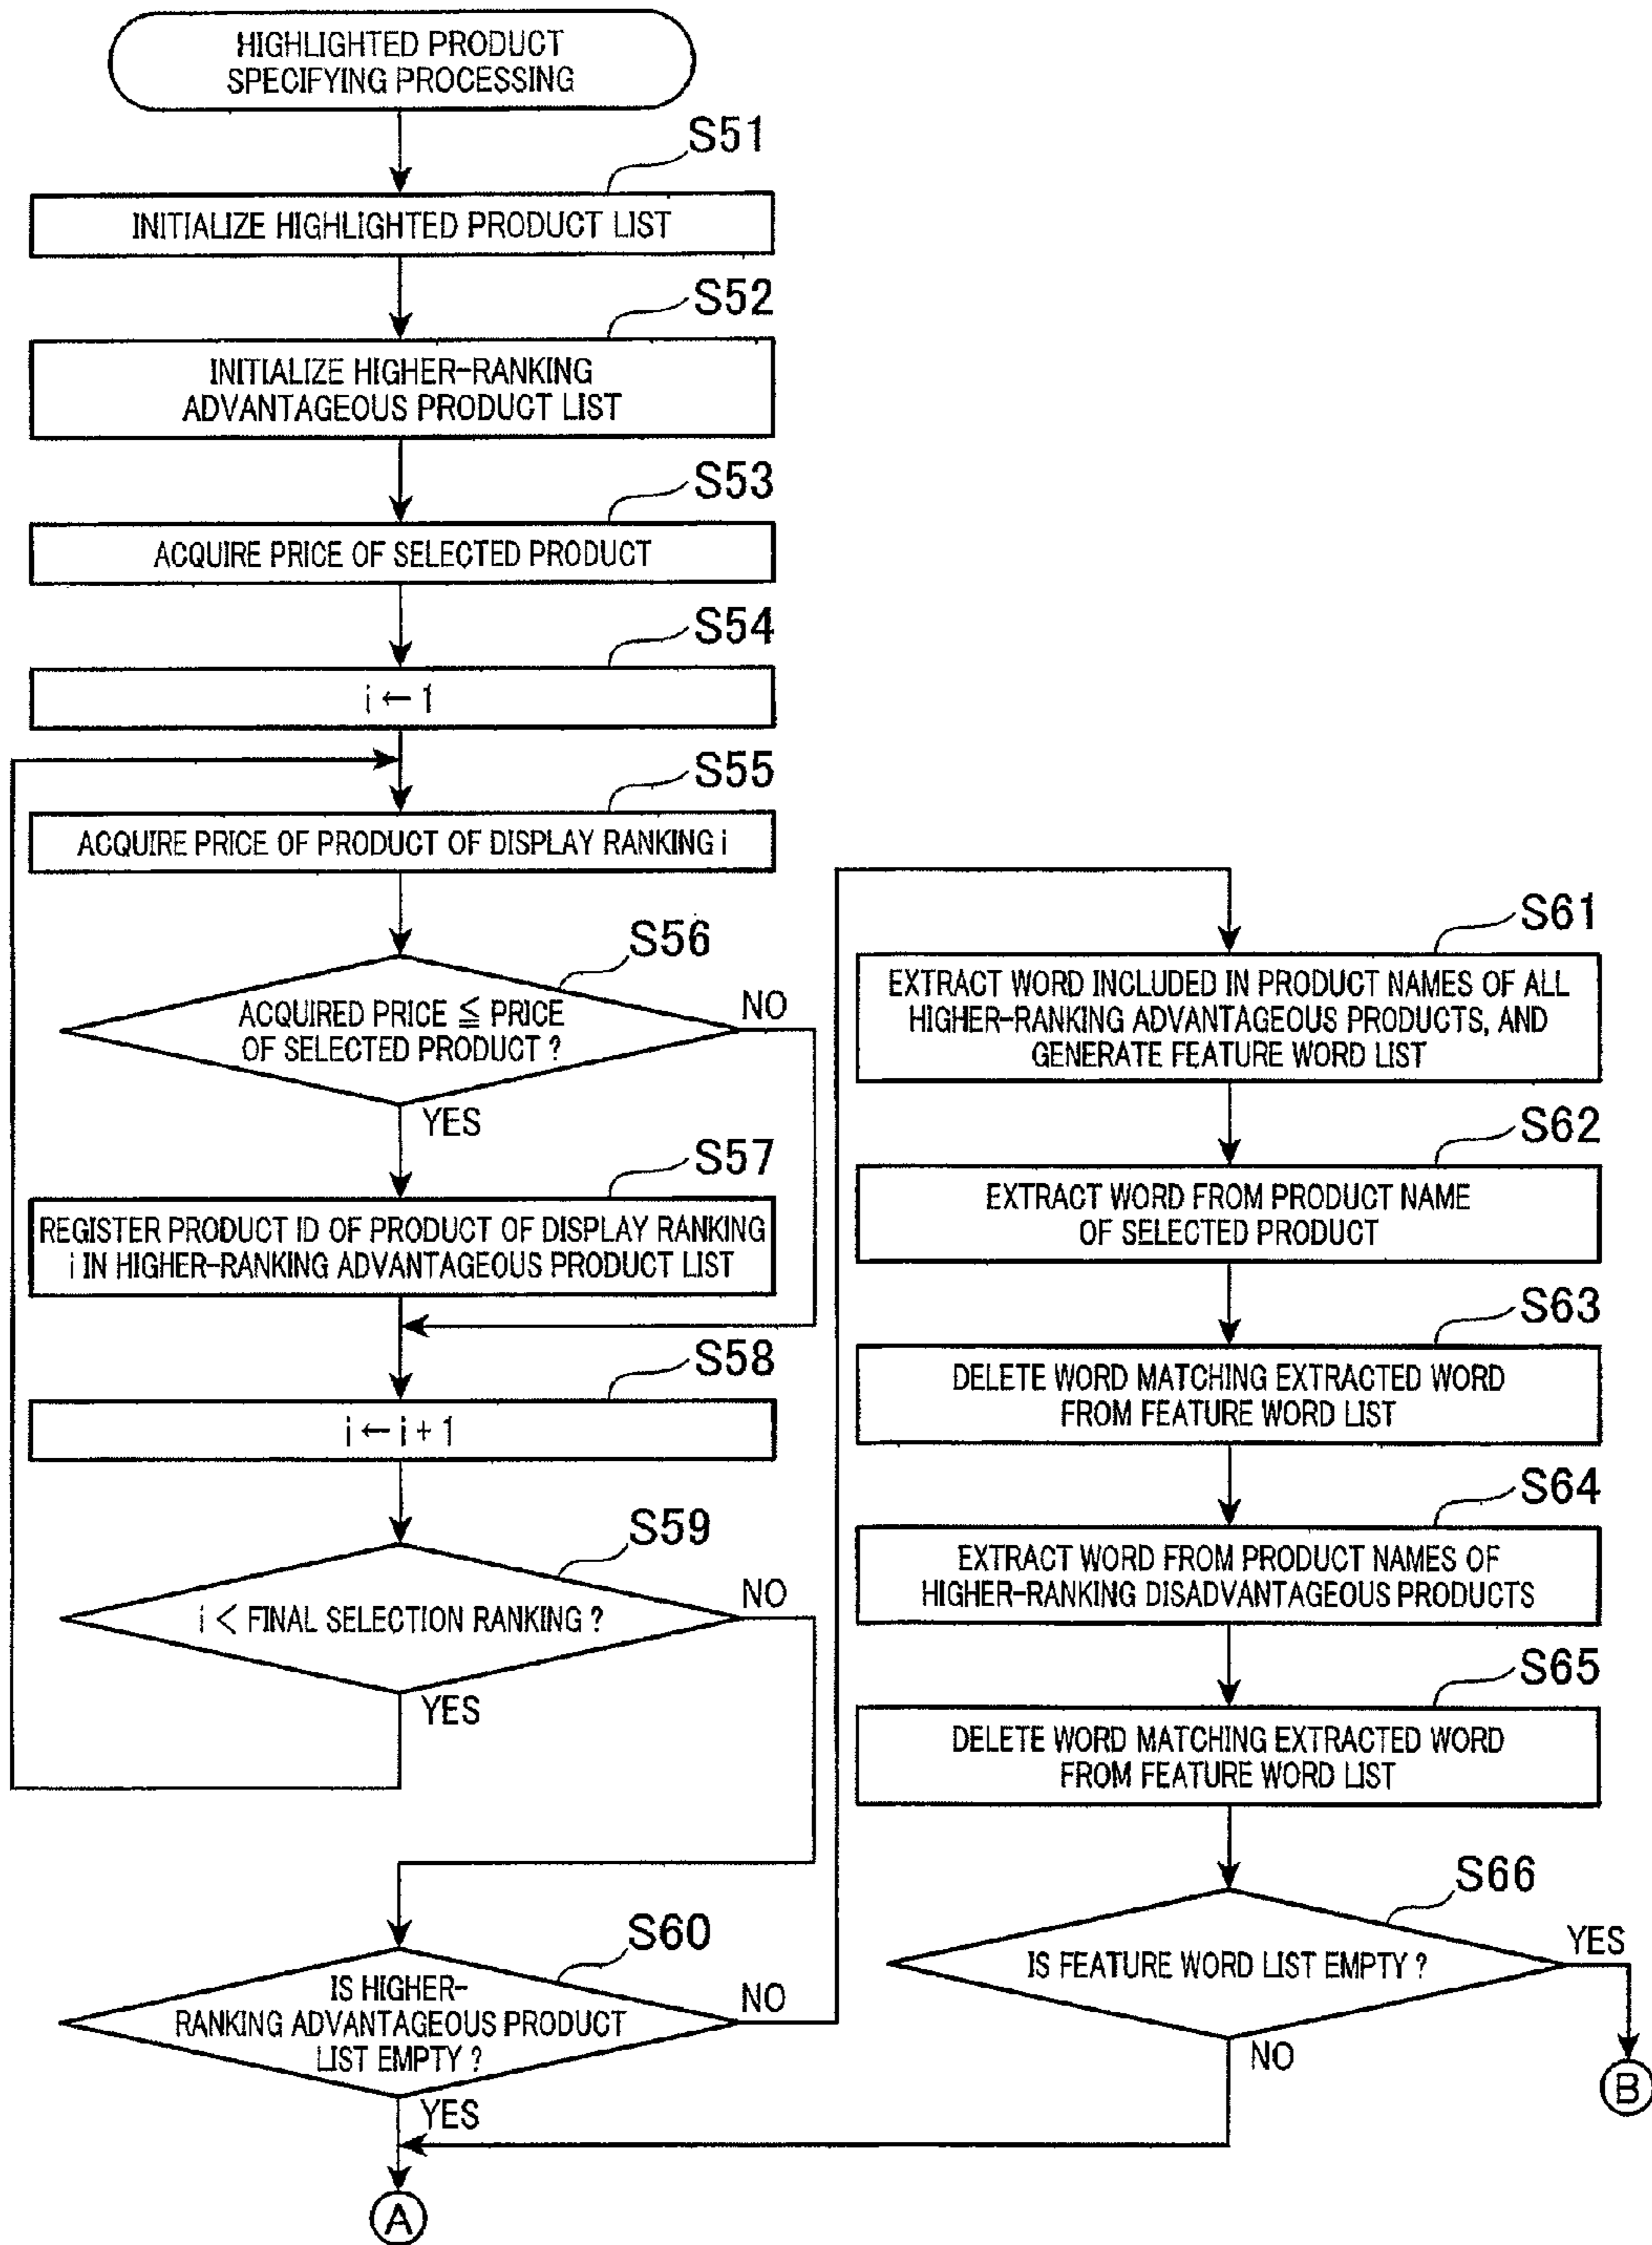 HIGHLIGHTED PRODUCT
SPECIFYING PROCESSING
S51
INITIALIZE HIGHLIGHTED PRODUCT LIST
S52
INITIALIZE HIGHER-RANKING
ADVANTAGEOUS PRODUCT LIST
S53
ACQUIRE PRICE OF SELECTED PRODUCT
S54
i ← 1
S55
ACQUIRE PRICE OF PRODUCT OF DISPLAY RANKING i
S56
ACQUIRED PRICE ≦ PRICE
OF SELECTED PRODUCT ?
NO
YES
S57
REGISTER PRODUCT ID OF PRODUCT OF DISPLAY RANKING
i IN HIGHER-RANKING ADVANTAGEOUS PRODUCT LIST
S58
i ← i + 1
S59
i < FINAL SELECTION RANKING ?
NO
YES
S60
IS HIGHER-
RANKING ADVANTAGEOUS PRODUCT
LIST EMPTY ?
NO
YES
A
S61
EXTRACT WORD INCLUDED IN PRODUCT NAMES OF ALL
HIGHER-RANKING ADVANTAGEOUS PRODUCTS, AND
GENERATE FEATURE WORD LIST
S62
EXTRACT WORD FROM PRODUCT NAME
OF SELECTED PRODUCT
S63
DELETE WORD MATCHING EXTRACTED WORD
FROM FEATURE WORD LIST
S64
EXTRACT WORD FROM PRODUCT NAMES OF
HIGHER-RANKING DISADVANTAGEOUS PRODUCTS
S65
DELETE WORD MATCHING EXTRACTED WORD
FROM FEATURE WORD LIST
S66
IS FEATURE WORD LIST EMPTY ?
YES
NO
B